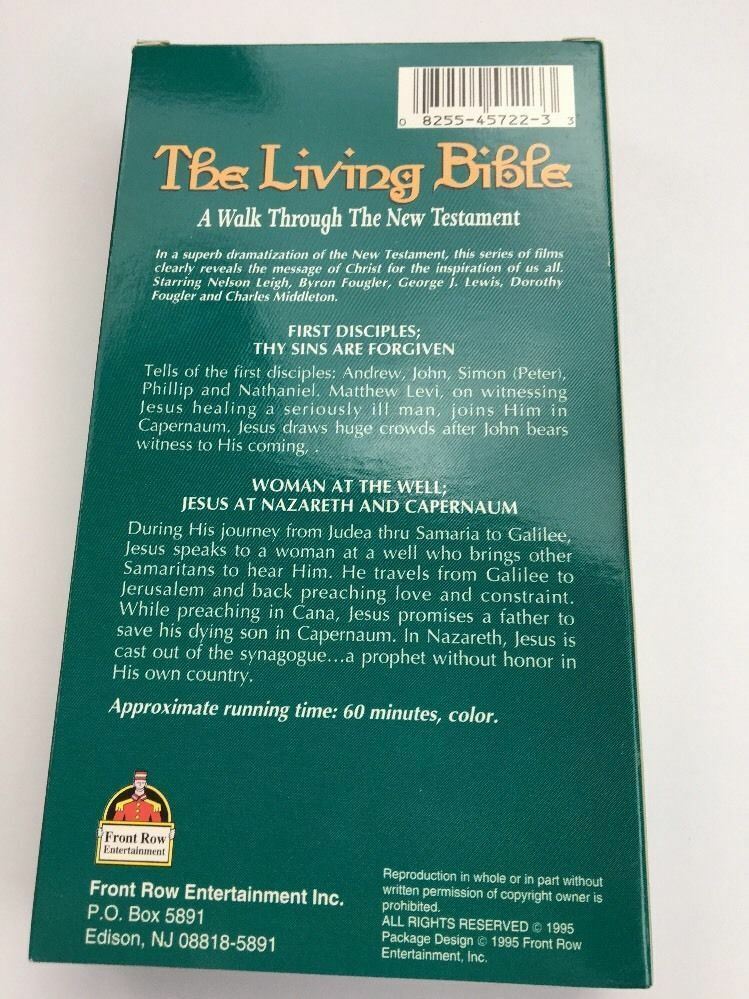 0 8255-45722-3 3
The Living Bible
A Walk Through The New Testament
In a superb dramatization of the New Testament, this series of films
clearly reveals the message of Christ for the inspiration of us all.
Starring Nelson Leigh, Byron Fougler, George J. Lewis, Dorothy
Fougler and Charles Middleton.
FIRST DISCIPLES;
THY SINS ARE FORGIVEN
Tells of the first disciples: Andrew, John, Simon (Peter),
Phillip and Nathaniel. Matthew Levi, on witnessing
Jesus healing a seriously ill man, joins Him in
Capernaum. Jesus draws huge crowds after John bears
witness to His coming, .
WOMAN AT THE WELL;
JESUS AT NAZARETH AND CAPERNAUM
During His journey from Judea thru Samaria to Galilee,
Jesus speaks to a woman at a well who brings other
Samaritans to hear Him. He travels from Galilee to
Jerusalem and back preaching love and constraint.
While preaching in Cana, Jesus promises a father to
save his dying son in Capernaum. In Nazareth, Jesus is
cast out of the synagogue...a prophet without honor in
His own country.
Approximate running time: 60 minutes, color.
Front Row
Entertainment
Front Row Entertainment Inc.
P.O. Box 5891
Edison, NJ 08818-5891
Reproduction in whole or in part without
written permission of copyright owner is
prohibited.
ALL RIGHTS RESERVED © 1995
Package Design © 1995 Front Row
Entertainment, Inc.